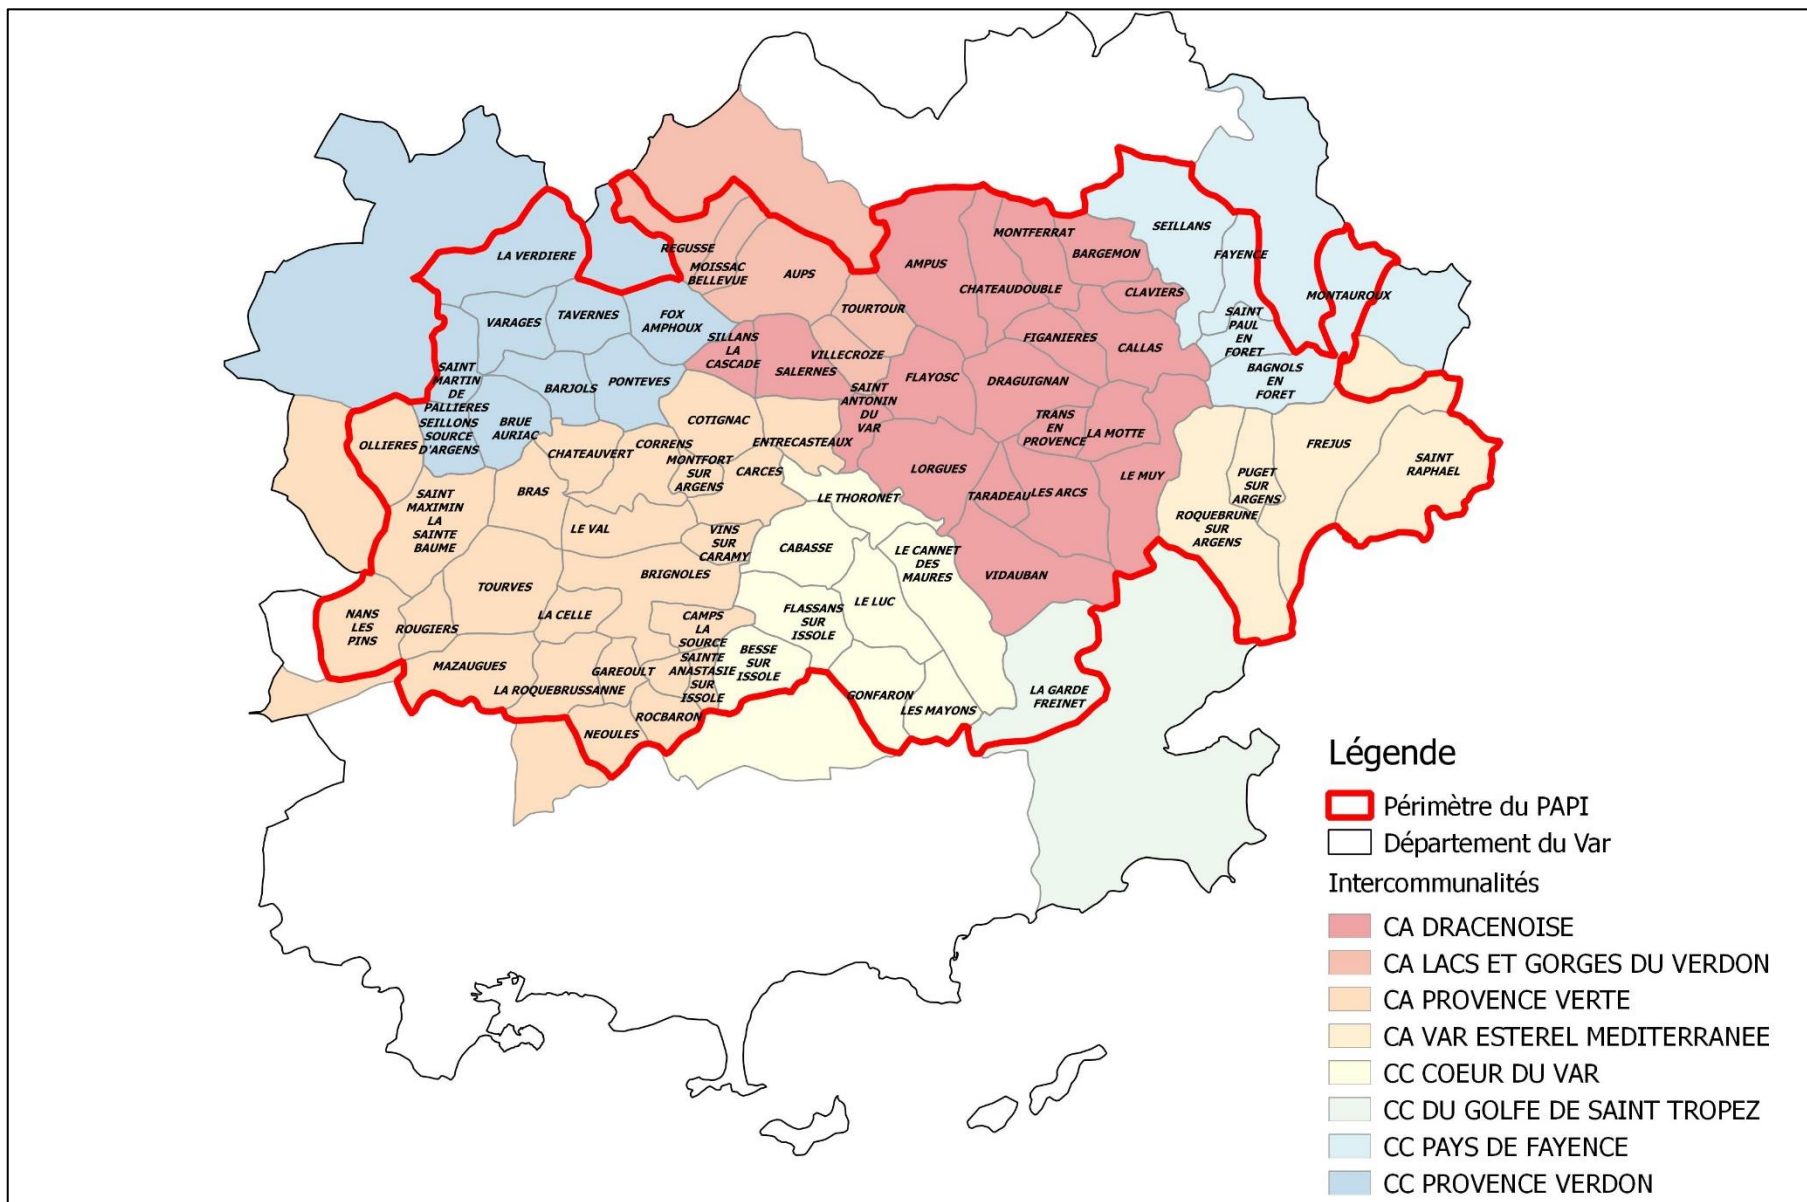 SEILLANS
MONTFERRAT
REGUSSE
LA VERDIERE
BARGEMON
FAYENCE
AMPUS
MOISSAC
BELLEVUE
AUPS
CHATEAUDOUBLE
CLAVIERS
MONTAUROUX
TOURTOUR
TAVERNES
FOX
AMPHOUX
VARAGES
SAINT
PAUL
EN
FORET
SILLANS
LA
CASCADE
FIGANIERES
CALLAS
VILLECROZE
SALERNES
FLAYOSC
DRAGUIGNAN
BAGNOLS
EN
FORET
SAINT
MARTIN
DE
PALLIERES
BARJOLS
PONTEVES
SAINT
ANTONIN
DU
VAR
SEILLONS
SOURCE
D'ARGENS
BRUE
AURIAC
COTIGNAC
TRANS
EN
PROVENCE
LA MOTTE
OLLIERES
CORRENS
ENTRECASTEAUX
FREJUS
CHATEAUVERT
MONTFORT
SUR
ARGENS
CARCES
LORGUES
LE MUY
PUGET
SUR
ARGENS
SAINT
RAPHAEL
BRAS
LE THORONET
TARADEAU
LES ARCS
SAINT
MAXIMIN
LA
SAINTE
BAUME
LE VAL
VINS
SUR
CARAMY
ROQUEBRUNE
SUR
ARGENS
CABASSE
LE CANNET
DES
MAURES
BRIGNOLES
VIDAUBAN
TOURVES
LE LUC
LA CELLE
FLASSANS
SUR
ISSOLE
NANS
LES
PINS
ROUGIERS
CAMPS
LA
SOURCE
MAZAUGUES
GAREOULT
SAINTE
ANASTASIE
SUR
ISSOLE
BESSE
SUR
ISSOLE
LA ROQUEBRUSSANNE
GONFARON
LES MAYONS
LA GARDE
FREINET
ROCBARON
NEOULES
Légende
Périmètre du PAPI
Département du Var
Intercommunalités
CA DRACENOISE
CA LACS ET GORGES DU VERDON
CA PROVENCE VERTE
CA VAR ESTEREL MEDITERRANEE
CC COEUR DU VAR
CC DU GOLFE DE SAINT TROPEZ
CC PAYS DE FAYENCE
CC PROVENCE VERDON